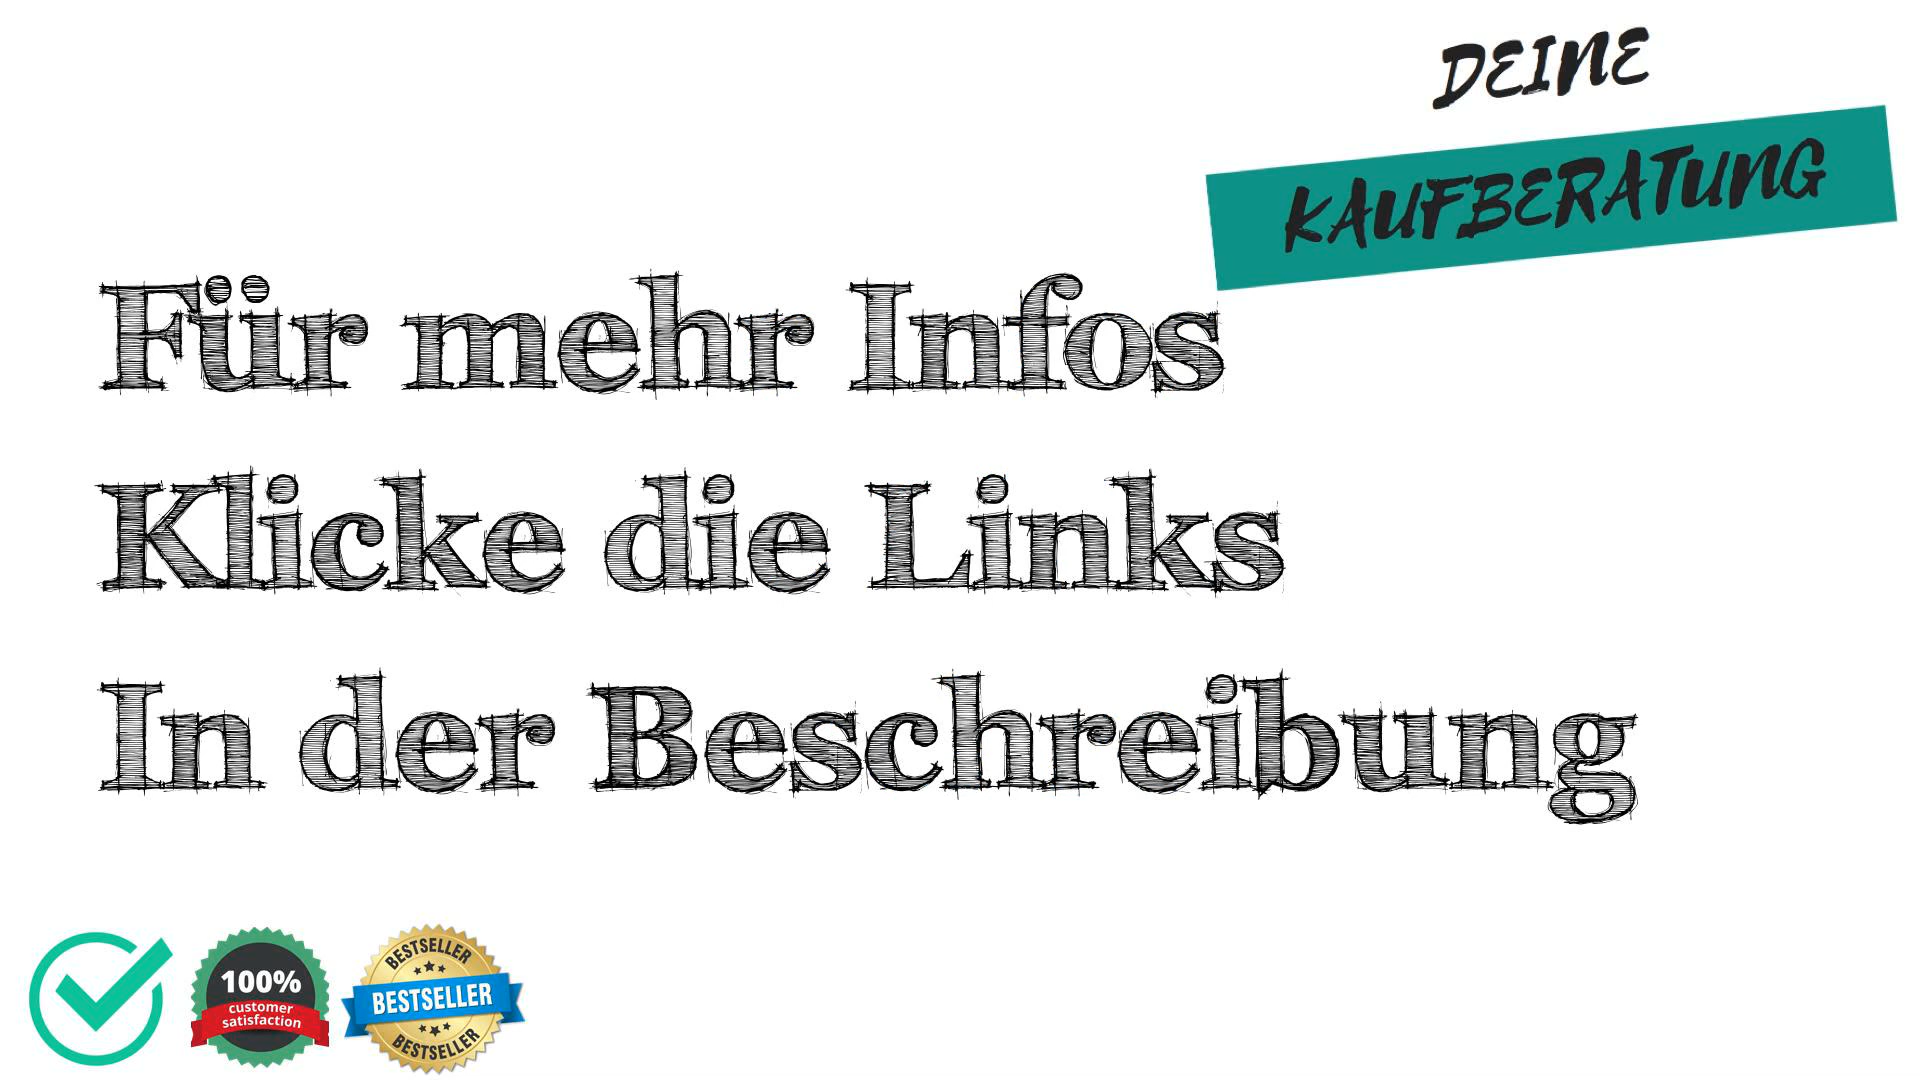 DEINE
KAUFBERATUNG
Für mehr Infos
Klicke die Links
In der Beschreibung
100%
customer
satisfaction
BESTSELLER
BESTSELLER
BESTSELLER